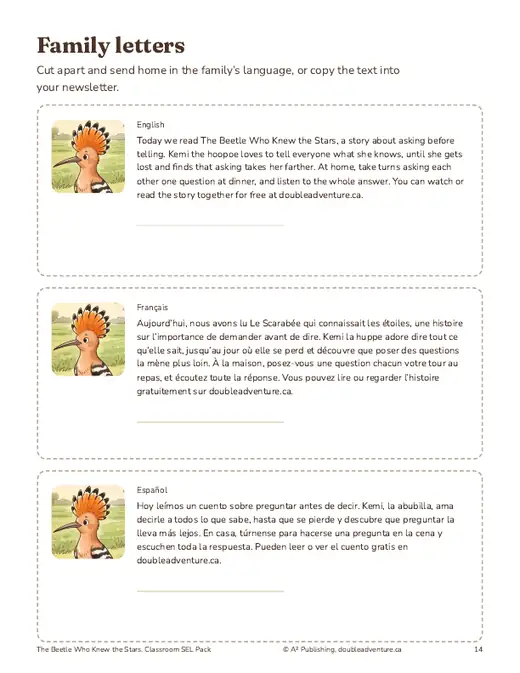 Family letters
Cut apart and send home in the family's language, or copy the text into
your newsletter.
English
Today we read The Beetle Who Knew the Stars, a story about asking before
telling. Kemi the hoopoe loves to tell everyone what she knows, until she gets
lost and finds that asking takes her farther. At home, take turns asking each
other one question at dinner, and listen to the whole answer. You can watch or
read the story together for free at doubleadventure.ca.
Français
Aujourd'hui, nous avons lu Le Scarabée qui connaissait les étoiles, une histoire
sur l'importance de demander avant de dire. Kemi la huppe adore dire tout ce
qu'elle sait, jusqu'au jour où elle se perd et découvre que poser des questions
la mène plus loin. À la maison, posez-vous une question chacun votre tour au
repas, et écoutez toute la réponse. Vous pouvez lire ou regarder l'histoire
gratuitement sur doubleadventure.ca.
Español
Hoy leímos un cuento sobre preguntar antes de decir. Kemi, la abubilla, ama
decirle a todos lo que sabe, hasta que se pierde y descubre que preguntar la
lleva más lejos. En casa, túrnense para hacerse una pregunta en la cena y
escuchen toda la respuesta. Pueden leer o ver el cuento gratis en
doubleadventure.ca.
The Beetle Who Knew the Stars. Classroom SEL Pack
© A² Publishing, doubleadventure.ca
14